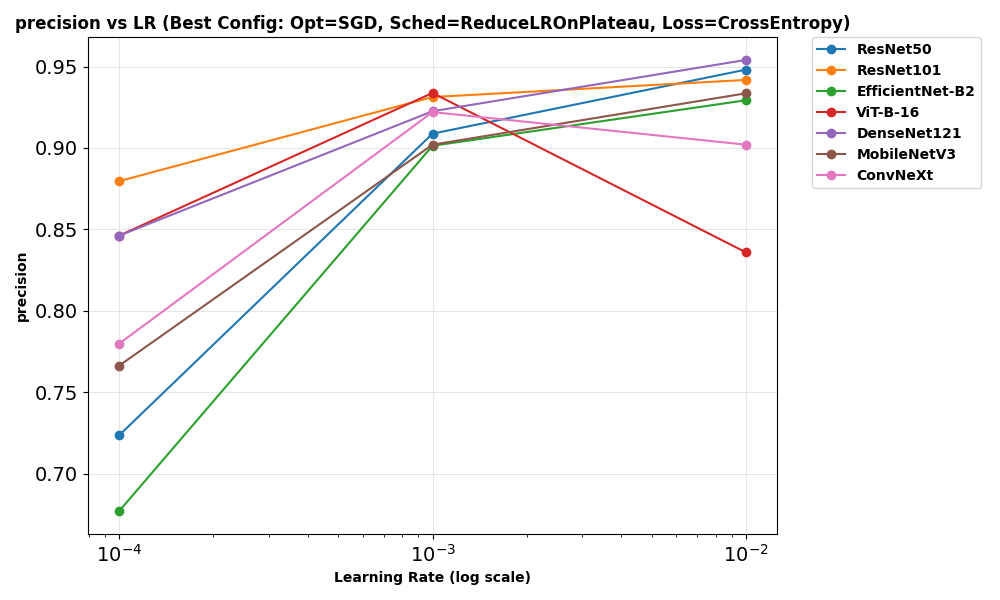 precision vs LR (Best Config: Opt=SGD, Sched=ReduceLROnPlateau, Loss=CrossEntropy)
0.95
0.90
0.85
0.80
0.75
0.70
precision
10⁻⁴
10⁻³
10⁻²
Learning Rate (log scale)
ResNet50
ResNet101
EfficientNet-B2
ViT-B-16
DenseNet121
MobileNetV3
ConvNeXt